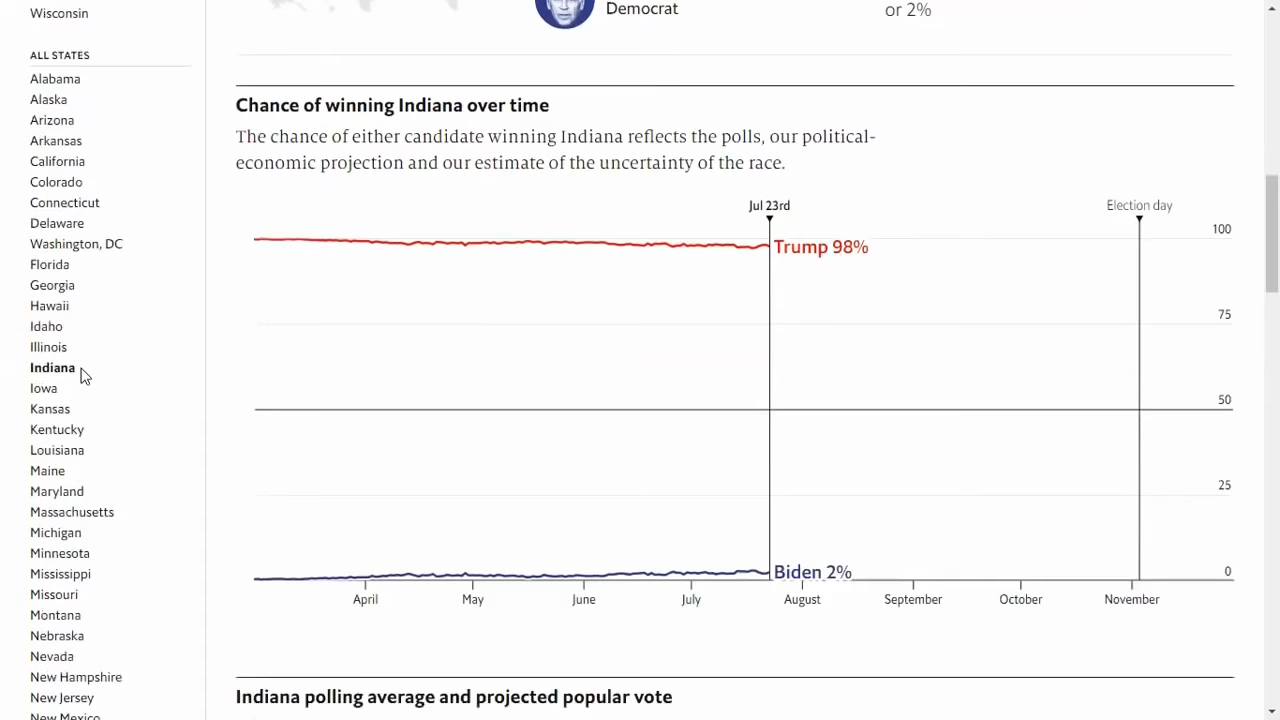 Wisconsin
ALL STATES
Alabama
Alaska
Arizona
Arkansas
California
Colorado
Connecticut
Delaware
Washington, DC
Florida
Georgia
Hawaii
Idaho
Illinois
Indiana
Iowa
Kansas
Kentucky
Louisiana
Maine
Maryland
Massachusetts
Michigan
Minnesota
Mississippi
Missouri
Montana
Nebraska
Nevada
New Hampshire
New Jersey
New Mexico
Democrat
or 2%
Chance of winning Indiana over time
The chance of either candidate winning Indiana reflects the polls, our political-
economic projection and our estimate of the uncertainty of the race.
Jul 23rd
Election day
100
Trump 98%
75
50
25
Biden 2%
0
April May June July August September October November
Indiana polling average and projected popular vote